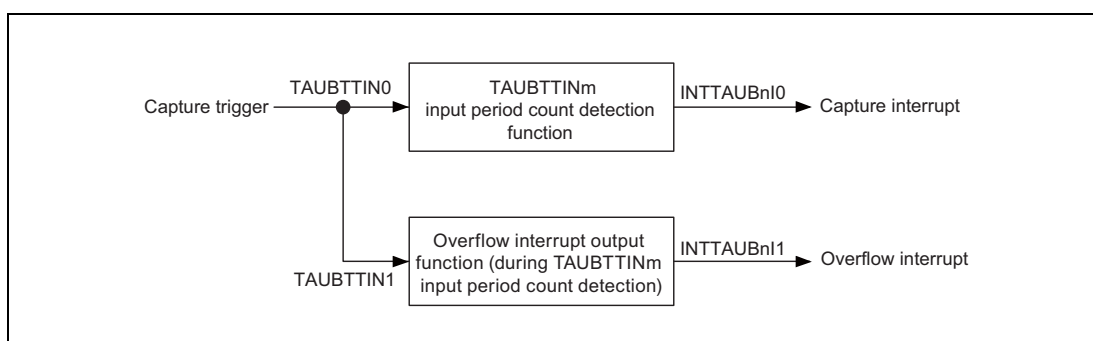 Capture trigger
TAUBTTIN0
TAUBTTINm
input period count detection
function
INTTAUBnI0
Capture interrupt
TAUBTTIN1
Overflow interrupt output
function (during TAUBTTINm
input period count detection)
INTTAUBnI1
Overflow interrupt